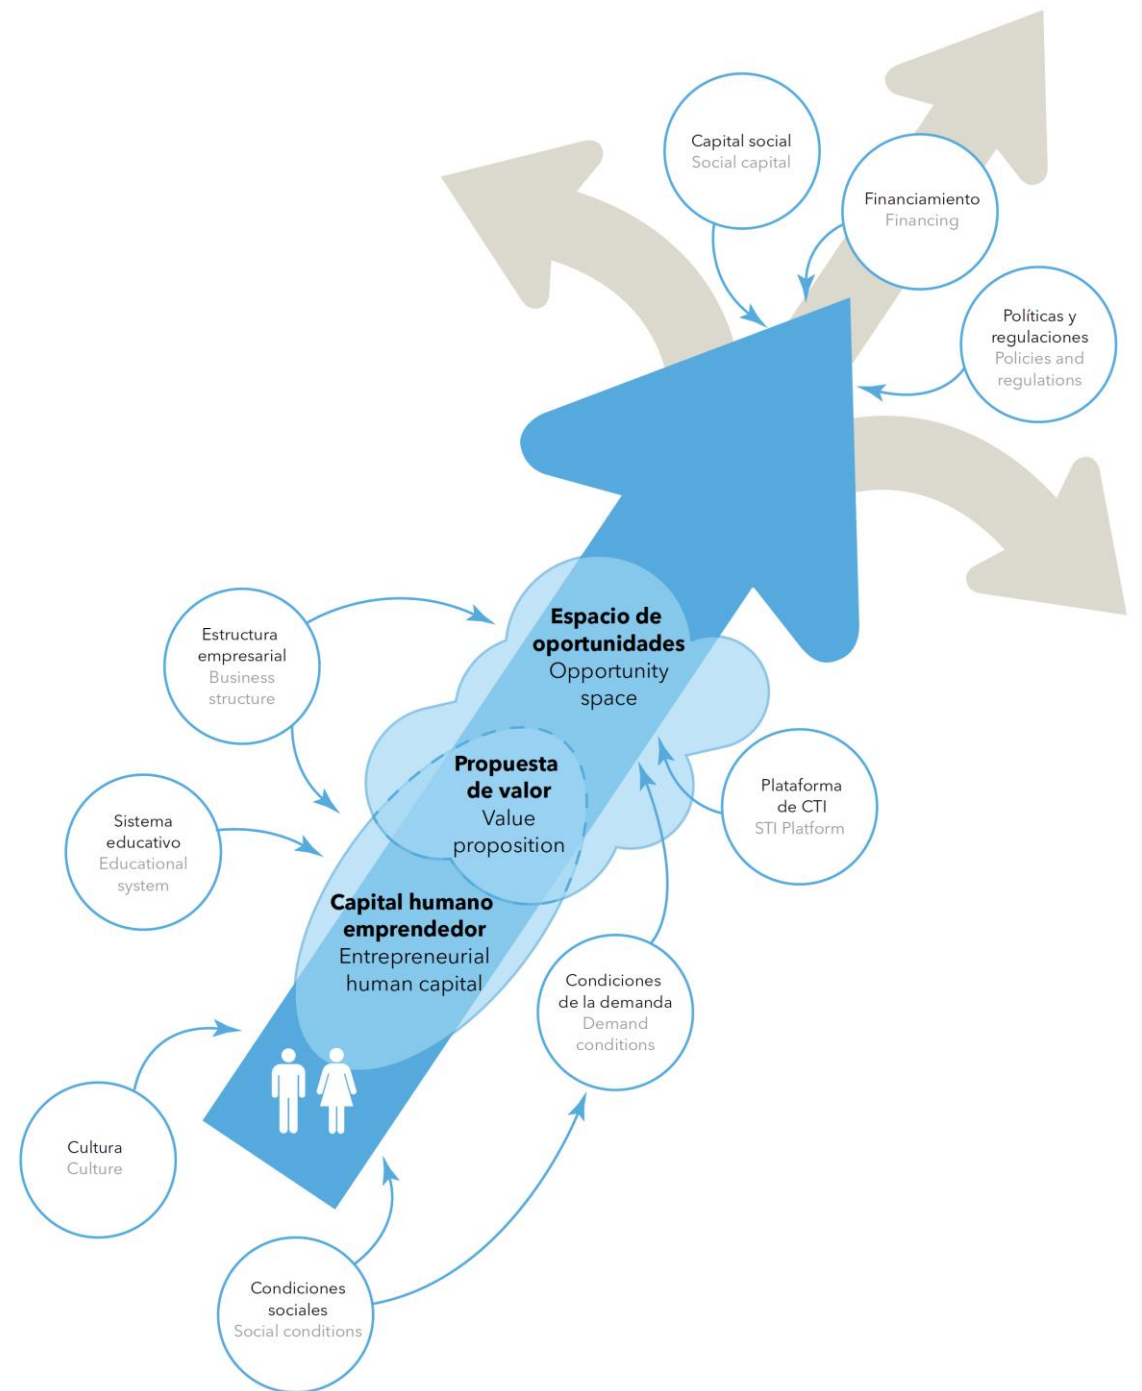 Capital social
Social capital
Financiamiento
Financing
Políticas y
regulaciones
Policies and
regulations
Espacio de
oportunidades
Opportunity
space
Estructura
empresarial
Business
structure
Propuesta
de valor
Value
proposition
Plataforma
de CTI
STI Platform
Sistema
educativo
Educational
system
Capital humano
emprendedor
Entrepreneurial
human capital
Condiciones
de la demanda
Demand
conditions
Cultura
Culture
Condiciones
sociales
Social conditions